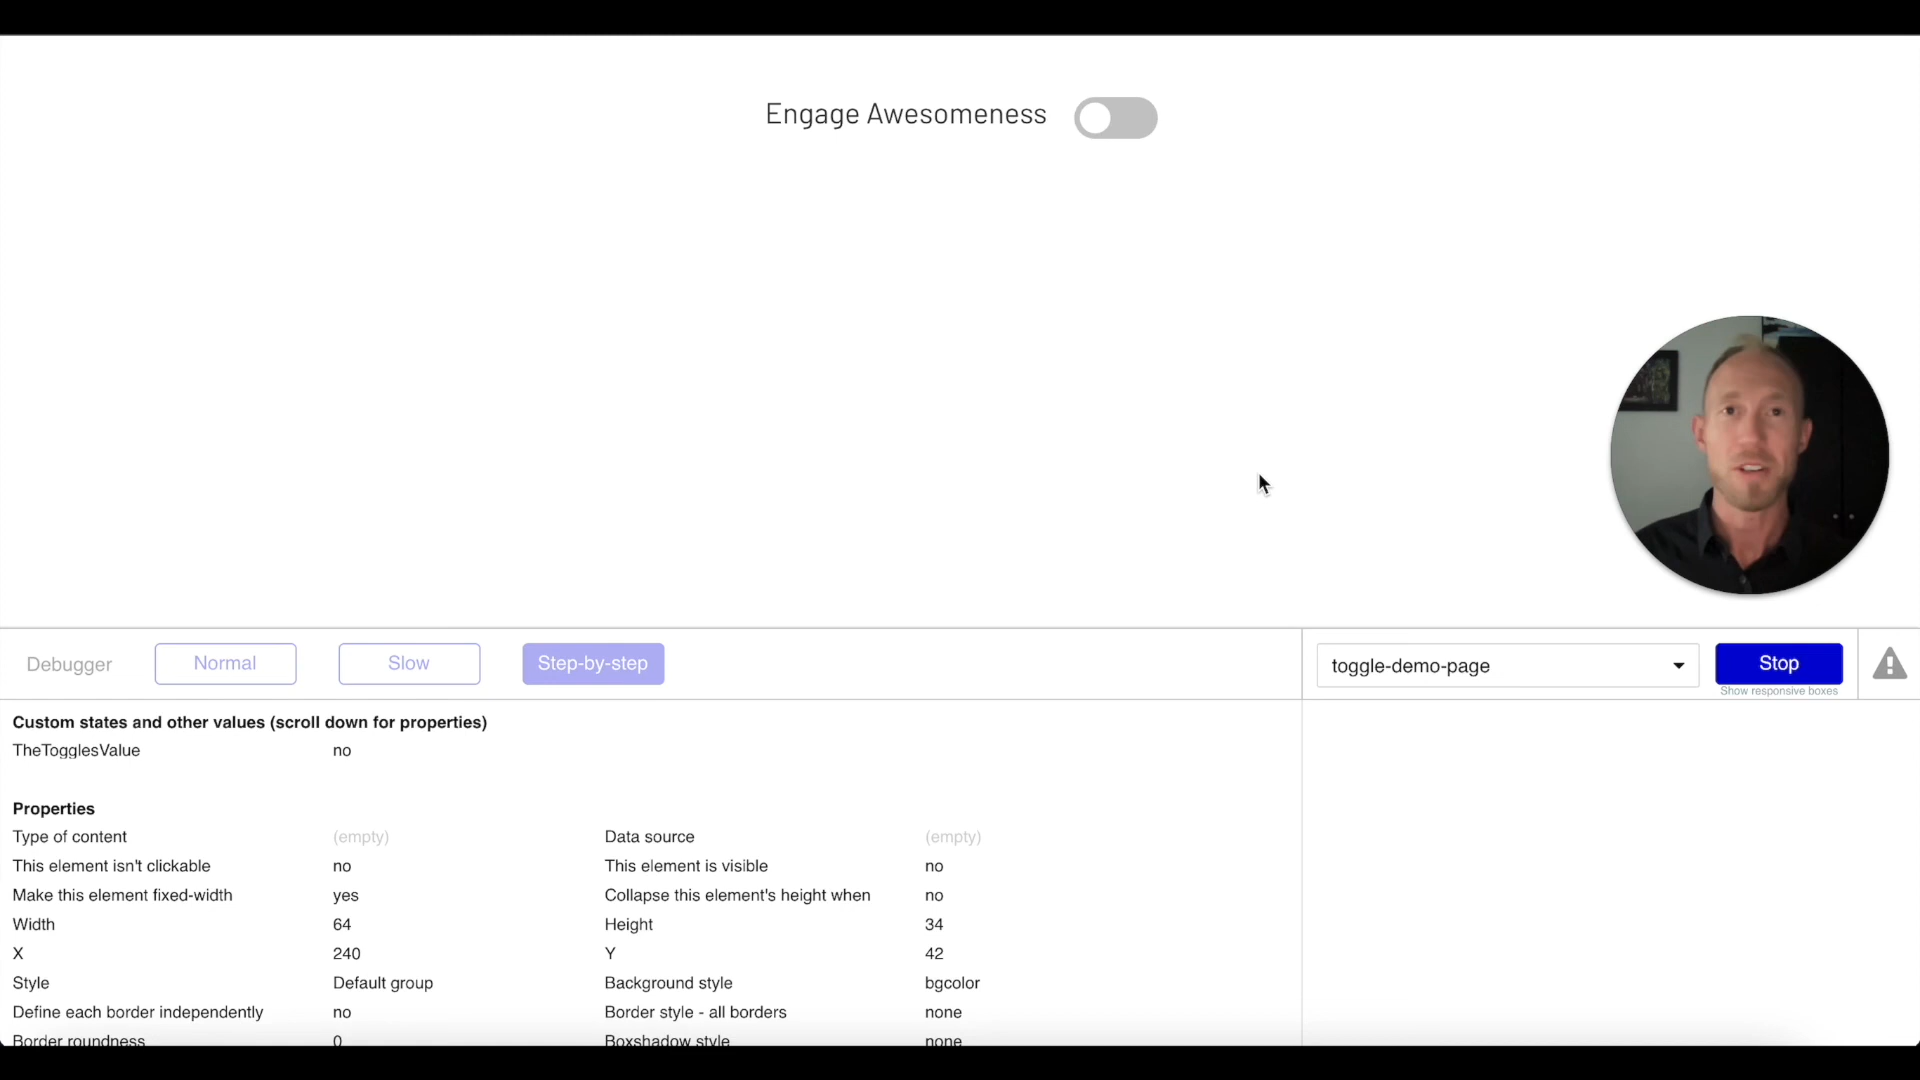 Engage Awesomeness
Debugger Normal Slow Step-by-step toggle-demo-page Stop
Show responsive boxes
Custom states and other values (scroll down for properties)
TheTogglesValue no
Properties
Type of content (empty) Data source (empty)
This element isn't clickable no This element is visible no
Make this element fixed-width yes Collapse this element's height when no
Width 64 Height 34
X 240 Y 42
Style Default group Background style bgcolor
Define each border independently no Border style - all borders none
Border roundness 0 Boxshadow style none